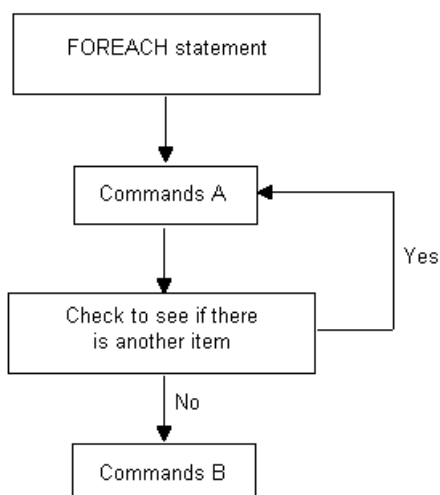 FOREACH statement
Commands A
Yes
Check to see if there
is another item
No
Commands B